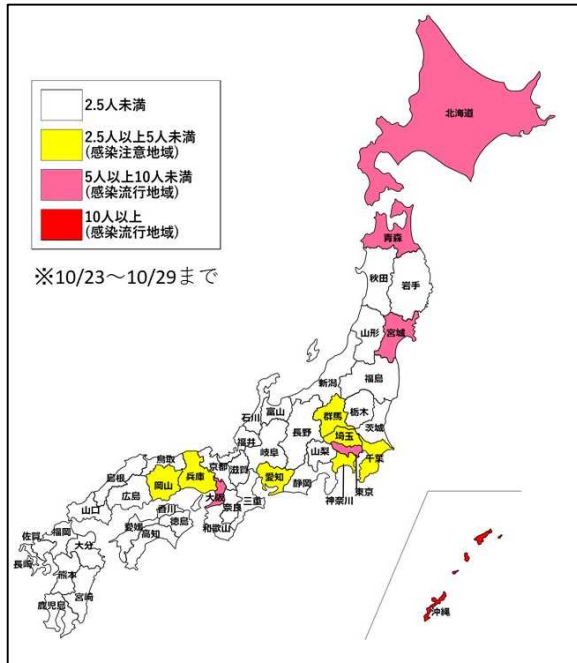 2.5人未満
2.5人以上5人未満
(感染注意地域)
5人以上10人未満
(感染流行地域)
10人以上
(感染流行地域)
※10/23～10/29まで
北海道
青森
秋田
岩手
山形
宮城
福島
新潟
群馬
栃木
茨城
埼玉
千葉
東京
神奈川
山梨
長野
静岡
富山
石川
福井
岐阜
愛知
滋賀
三重
京都
奈良
大阪
和歌山
兵庫
鳥取
岡山
島根
広島
山口
香川
徳島
愛媛
高知
福岡
佐賀
長崎
大分
熊本
宮崎
鹿児島
沖縄